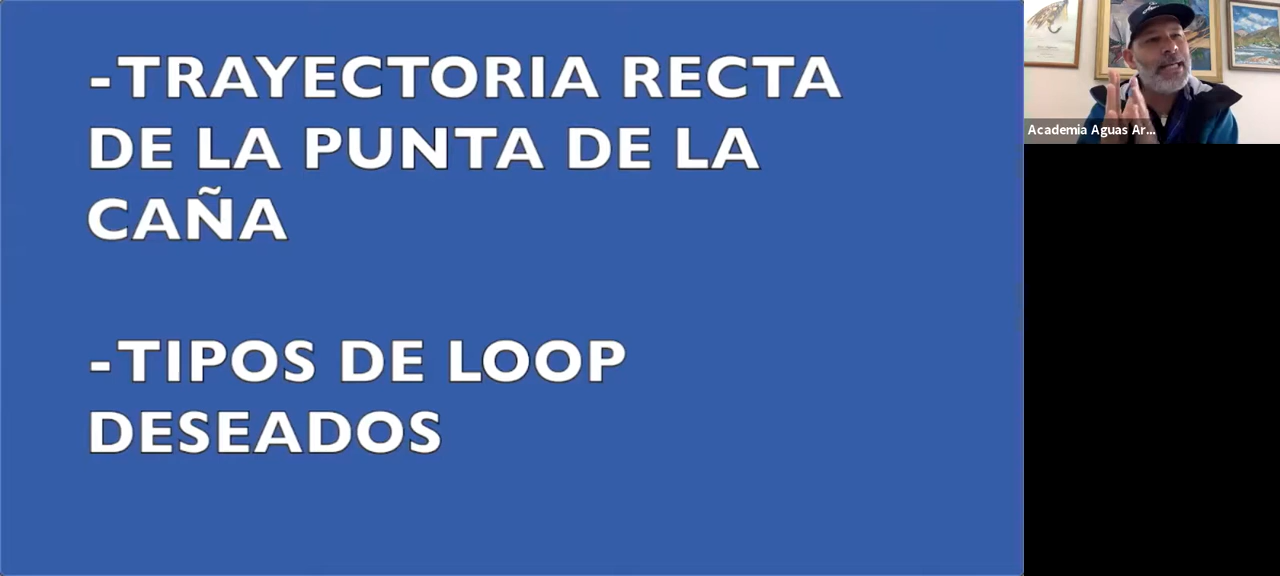 -TRAYECTORIA RECTA
DE LA PUNTA DE LA
CAÑA
-TIPOS DE LOOP
DESEADOS
Academia Aguas Ar...